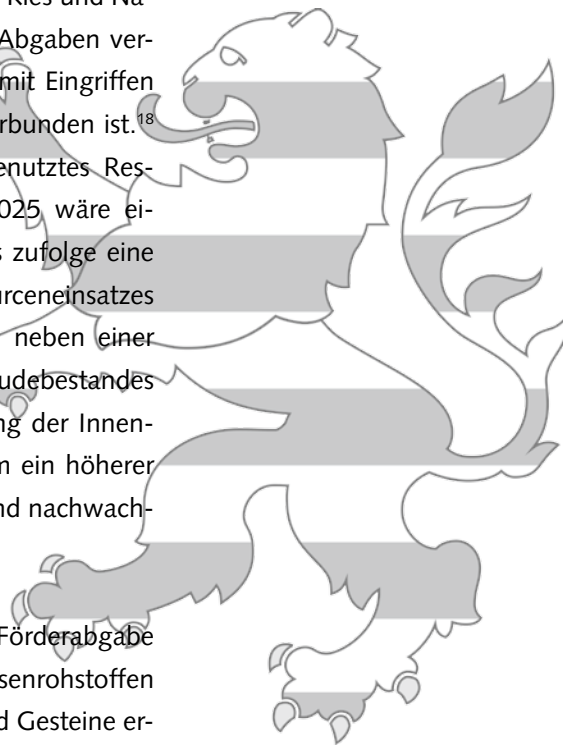 Kies und Na-
Abgaben ver-
mit Eingriffen
rbunden ist.18
enutztes Res-
025 wäre ei-
s zufolge eine
urceneinsatzes
neben einer
udebestandes
ng der Innen-
n ein höherer
nd nachwach-
Förderabgabe
senrohstoffen
d Gesteine er-